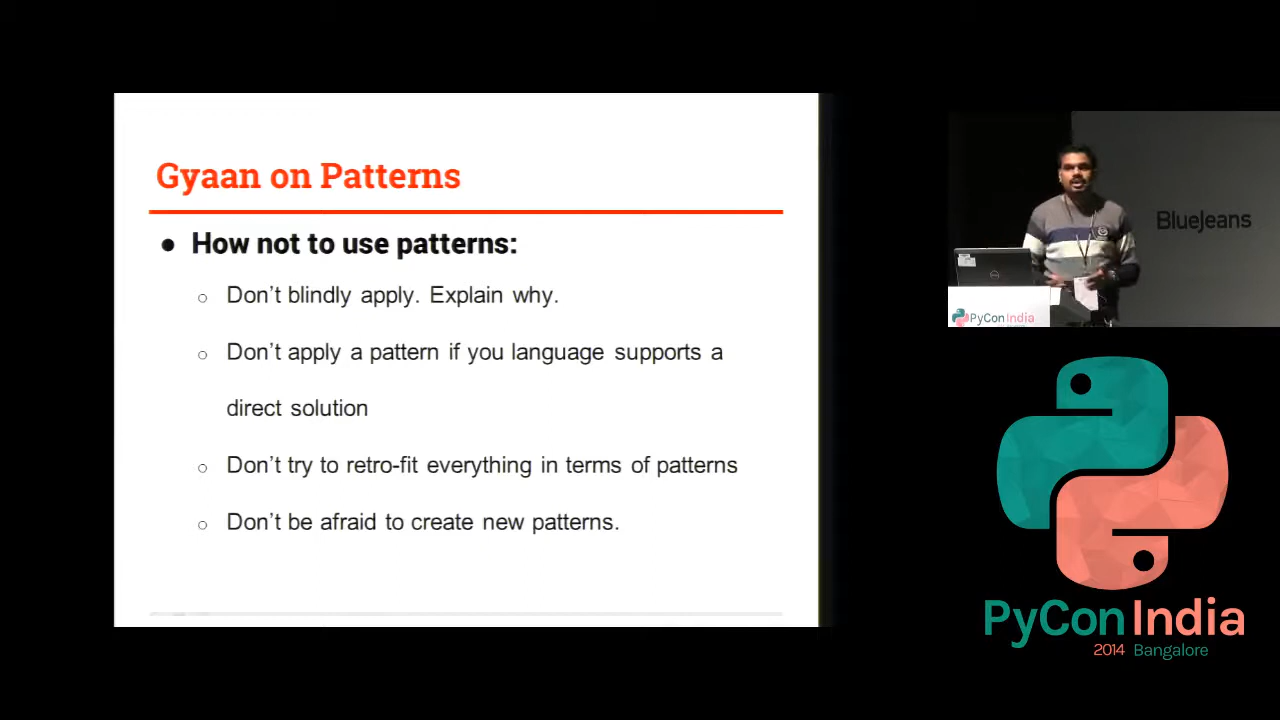 Gyaan on Patterns
● How not to use patterns:
○ Don't blindly apply. Explain why.
○ Don't apply a pattern if you language supports a
direct solution
○ Don't try to retro-fit everything in terms of patterns
○ Don't be afraid to create new patterns.
BlueJeans
PyCon India
PyCon India
2014 Bangalore